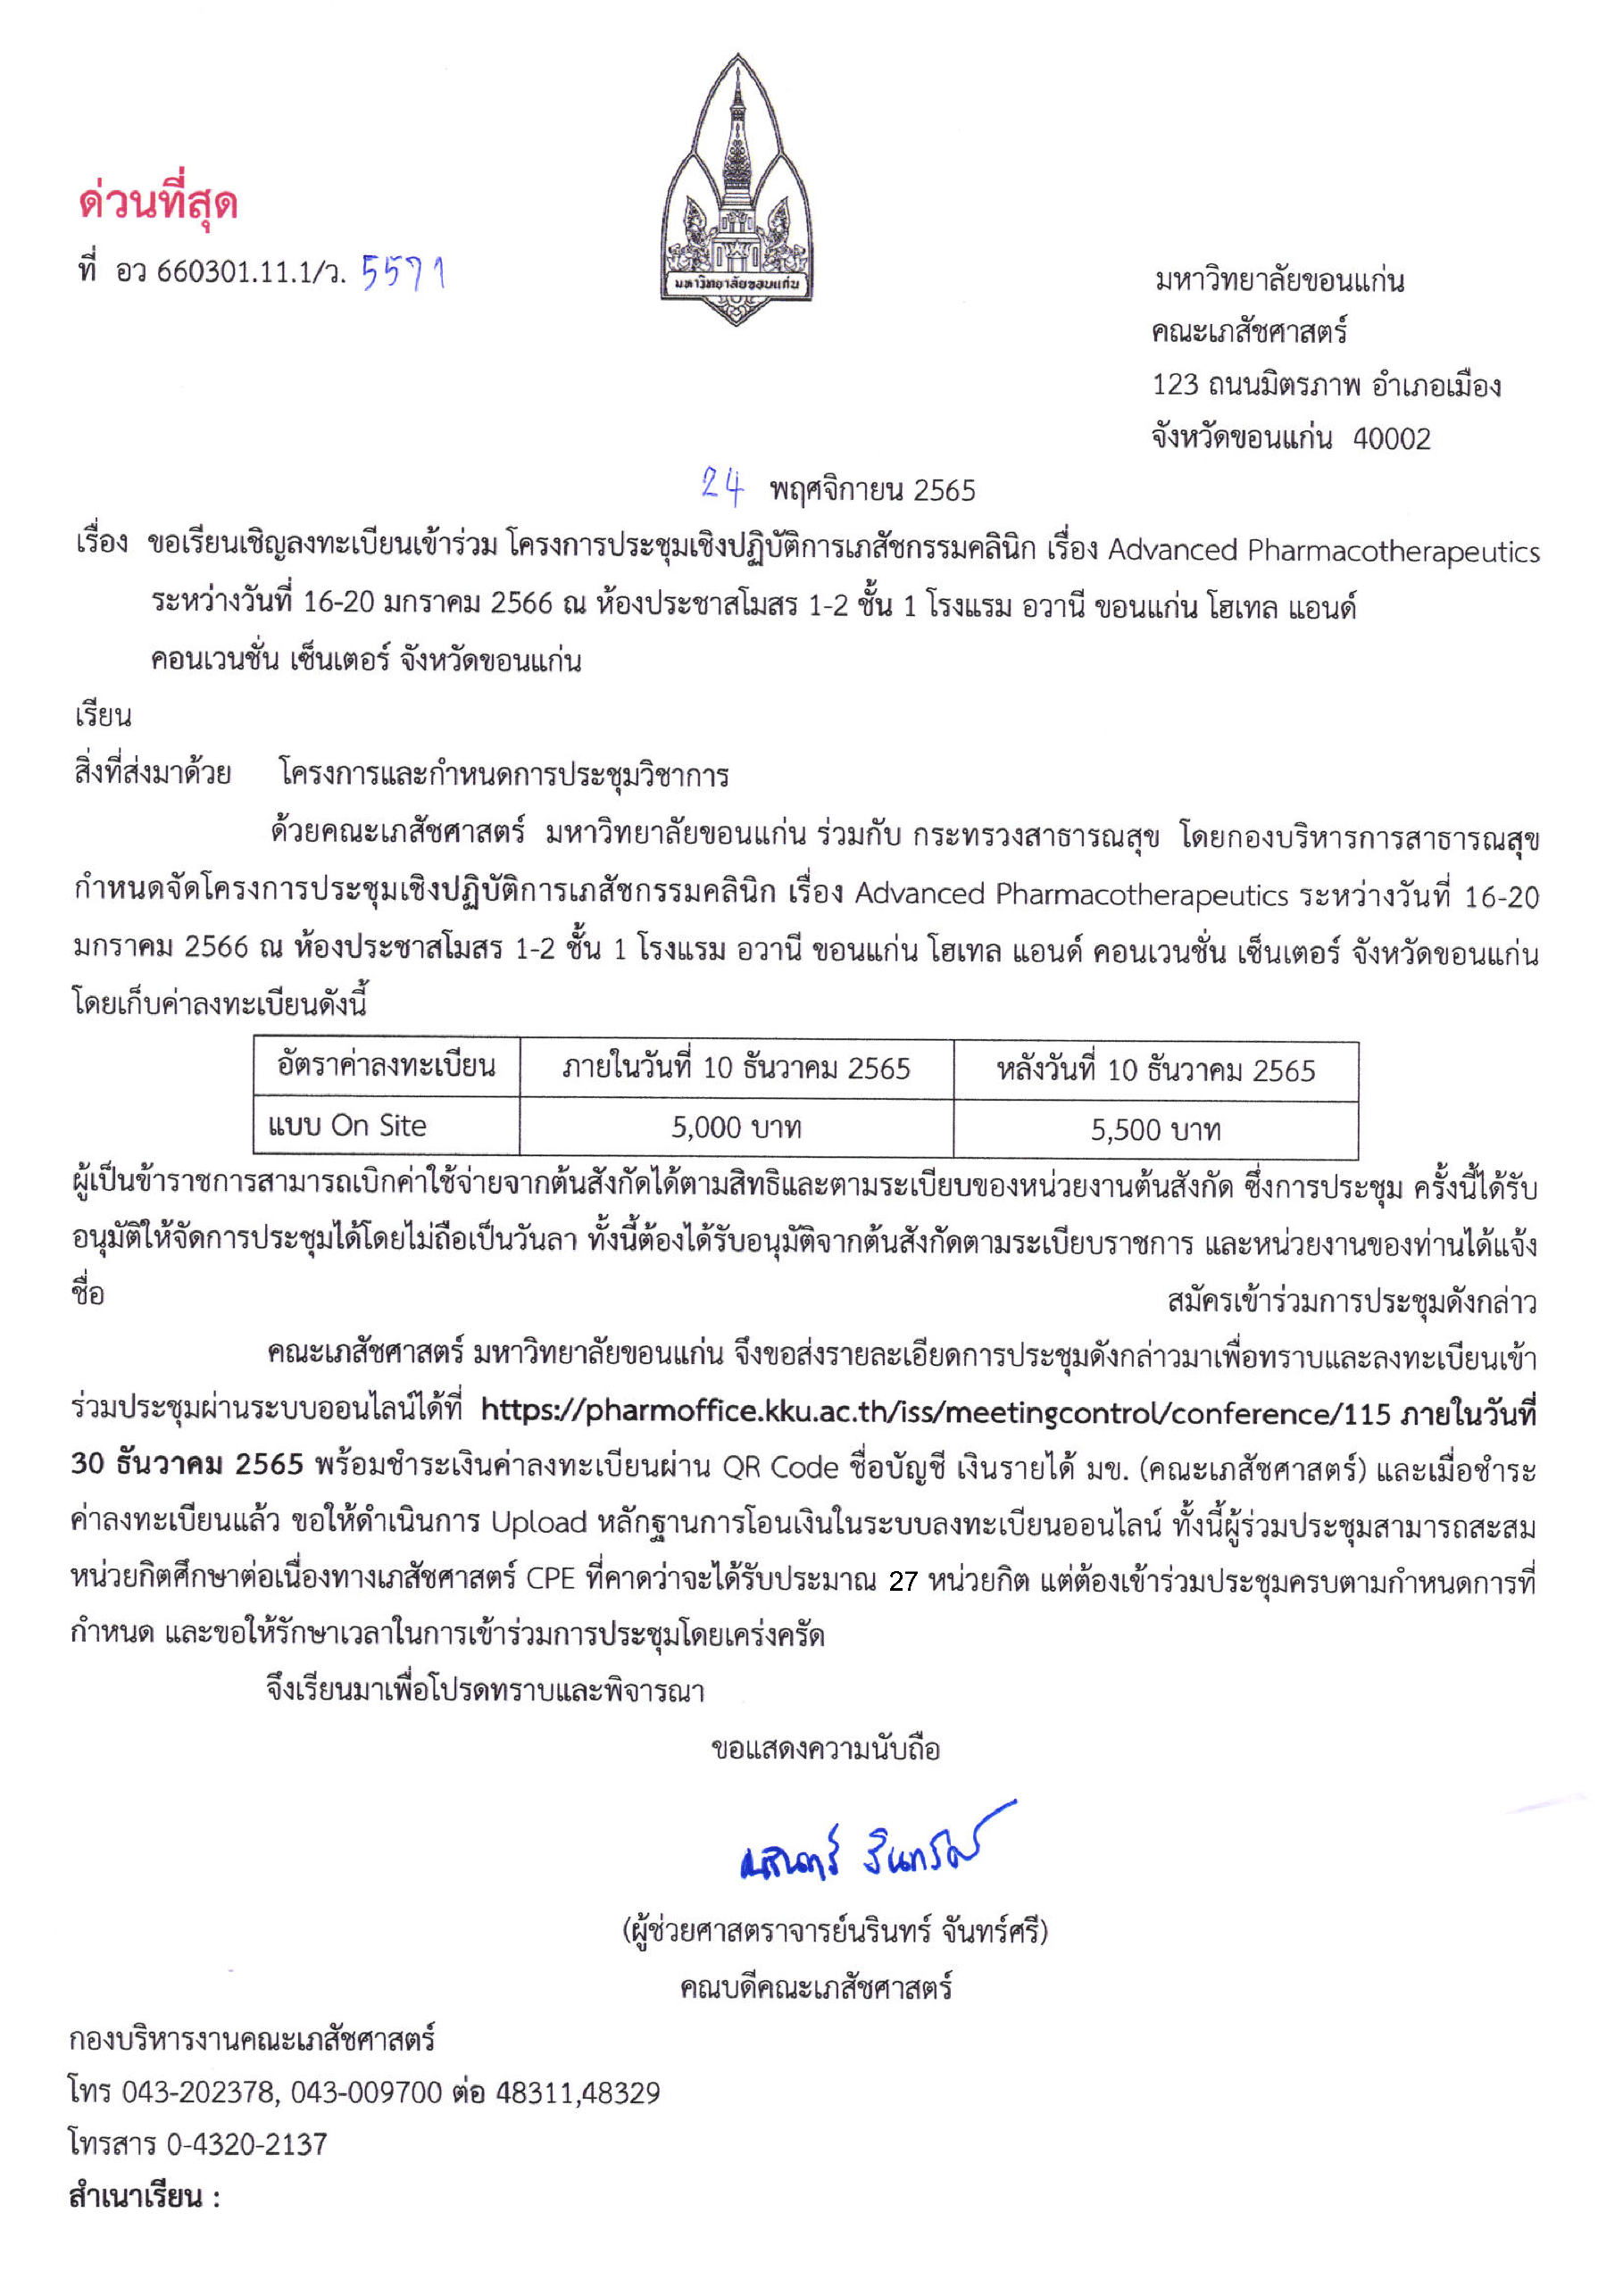 ด่วนที่สุด
ที่ อว 660301.11.1/ว. 5571
มหาวิทยาลัยขอนแก่น
มหาวิทยาลัยขอนแก่น
คณะเภสัชศาสตร์
123 ถนนมิตรภาพ อำเภอเมือง
จังหวัดขอนแก่น 40002
24 พฤศจิกายน 2565
เรื่อง ขอเรียนเชิญลงทะเบียนเข้าร่วม โครงการประชุมเชิงปฏิบัติการเภสัชกรรมคลินิก เรื่อง Advanced Pharmacotherapeutics
ระหว่างวันที่ 16-20 มกราคม 2566 ณ ห้องประชาสโมสร 1-2 ชั้น 1 โรงแรม อวานี ขอนแก่น โฮเทล แอนด์
คอนเวนชั่น เซ็นเตอร์ จังหวัดขอนแก่น
เรียน
สิ่งที่ส่งมาด้วย โครงการและกำหนดการประชุมวิชาการ
ด้วยคณะเภสัชศาสตร์ มหาวิทยาลัยขอนแก่น ร่วมกับ กระทรวงสาธารณสุข โดยกองบริหารการสาธารณสุข
กำหนดจัดโครงการประชุมเชิงปฏิบัติการเภสัชกรรมคลินิก เรื่อง Advanced Pharmacotherapeutics ระหว่างวันที่ 16-20
มกราคม 2566 ณ ห้องประชาสโมสร 1-2 ชั้น 1 โรงแรม อวานี ขอนแก่น โฮเทล แอนด์ คอนเวนชั่น เซ็นเตอร์ จังหวัดขอนแก่น
โดยเก็บค่าลงทะเบียนดังนี้
อัตราค่าลงทะเบียน ภายในวันที่ 10 ธันวาคม 2565 หลังวันที่ 10 ธันวาคม 2565
แบบ On Site 5,000 บาท 5,500 บาท
ผู้เป็นข้าราชการสามารถเบิกค่าใช้จ่ายจากต้นสังกัดได้ตามสิทธิและตามระเบียบของหน่วยงานต้นสังกัด ซึ่งการประชุม ครั้งนี้ได้รับ
อนุมัติให้จัดการประชุมได้โดยไม่ถือเป็นวันลา ทั้งนี้ต้องได้รับอนุมัติจากต้นสังกัดตามระเบียบราชการ และหน่วยงานของท่านได้แจ้ง
ชื่อ สมัครเข้าร่วมการประชุมดังกล่าว
คณะเภสัชศาสตร์ มหาวิทยาลัยขอนแก่น จึงขอส่งรายละเอียดการประชุมดังกล่าวมาเพื่อทราบและลงทะเบียนเข้า
ร่วมประชุมผ่านระบบออนไลน์ได้ที่ https://pharmoffice.kku.ac.th/iss/meetingcontrol/conference/115 ภายในวันที่
30 ธันวาคม 2565 พร้อมชำระเงินค่าลงทะเบียนผ่าน QR Code ชื่อบัญชี เงินรายได้ มข. (คณะเภสัชศาสตร์) และเมื่อชำระ
ค่าลงทะเบียนแล้ว ขอให้ดำเนินการ Upload หลักฐานการโอนเงินในระบบลงทะเบียนออนไลน์ ทั้งนี้ผู้ร่วมประชุมสามารถสะสม
หน่วยกิตศึกษาต่อเนื่องทางเภสัชศาสตร์ CPE ที่คาดว่าจะได้รับประมาณ 27 หน่วยกิต แต่ต้องเข้าร่วมประชุมครบตามกำหนดการที่
กำหนด และขอให้รักษาเวลาในการเข้าร่วมการประชุมโดยเคร่งครัด
จึงเรียนมาเพื่อโปรดทราบและพิจารณา
ขอแสดงความนับถือ
(ผู้ช่วยศาสตราจารย์นรินทร์ จันทร์ศรี)
คณบดีคณะเภสัชศาสตร์
กองบริหารงานคณะเภสัชศาสตร์
โทร 043-202378, 043-009700 ต่อ 48311,48329
โทรสาร 0-4320-2137
สำเนาเรียน :